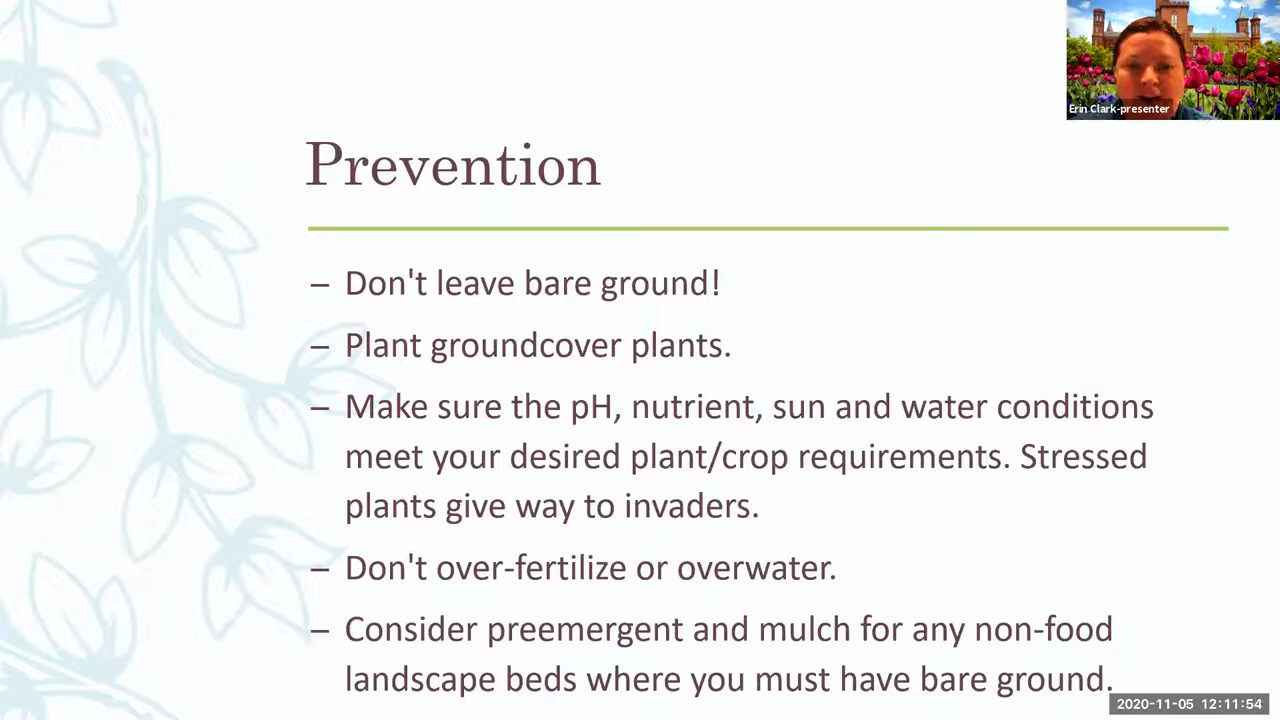 Erin Clark-presenter
Prevention
– Don't leave bare ground!
– Plant groundcover plants.
– Make sure the pH, nutrient, sun and water conditions
meet your desired plant/crop requirements. Stressed
plants give way to invaders.
– Don't over-fertilize or overwater.
– Consider preemergent and mulch for any non-food
landscape beds where you must have bare ground.
2020-11-05 12:11:54